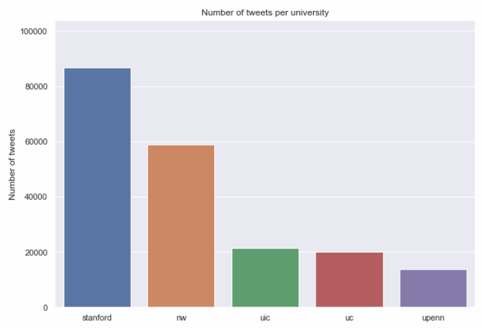 Number of tweets per university
Number of tweets
100000
80000
60000
40000
20000
0
stanford
nw
uic
uc
upenn